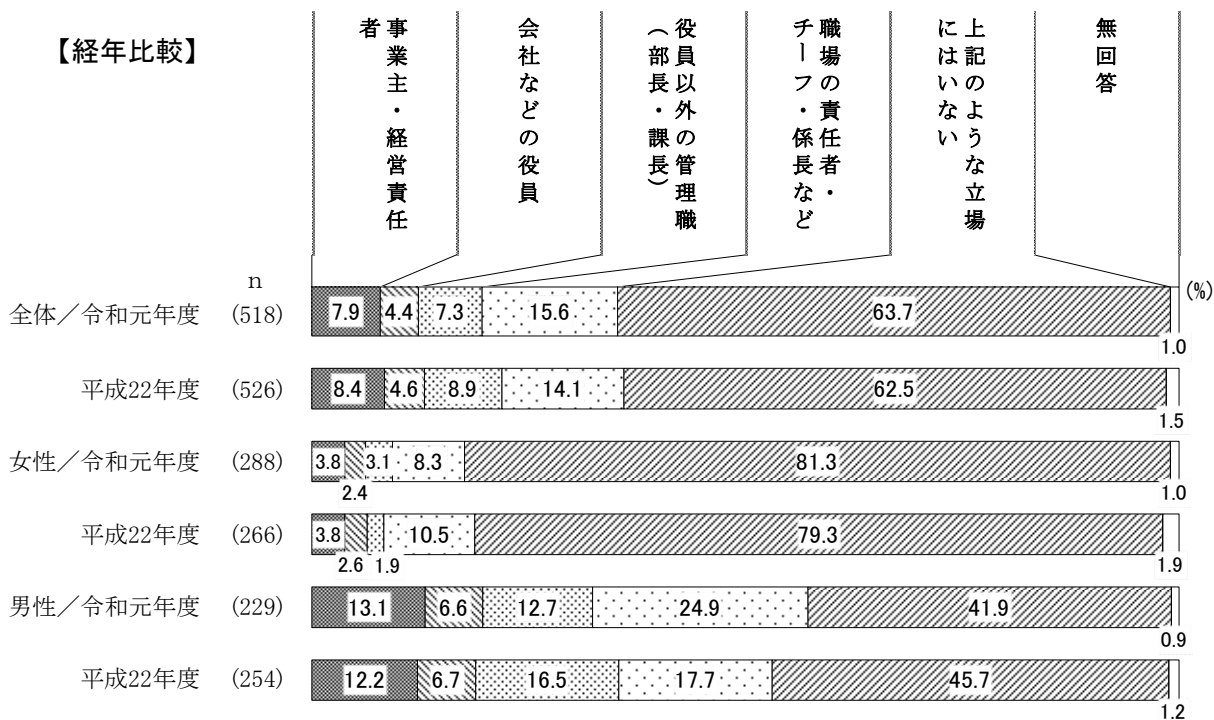 【経年比較】
事業主・経営責任
者
会社などの役員
役員以外の管理職
（部長・課長）
職場の責任者・
チーフ・係長など
上記のような立場
にはいない
無回答
n
(%)
全体／令和元年度 (518) 7.9 4.4 7.3 15.6 63.7 1.0
平成22年度 (526) 8.4 4.6 8.9 14.1 62.5 1.5
女性／令和元年度 (288) 3.8 2.4 3.1 8.3 81.3 1.0
平成22年度 (266) 3.8 2.6 1.9 10.5 79.3 1.9
男性／令和元年度 (229) 13.1 6.6 12.7 24.9 41.9 0.9
平成22年度 (254) 12.2 6.7 16.5 17.7 45.7 1.2